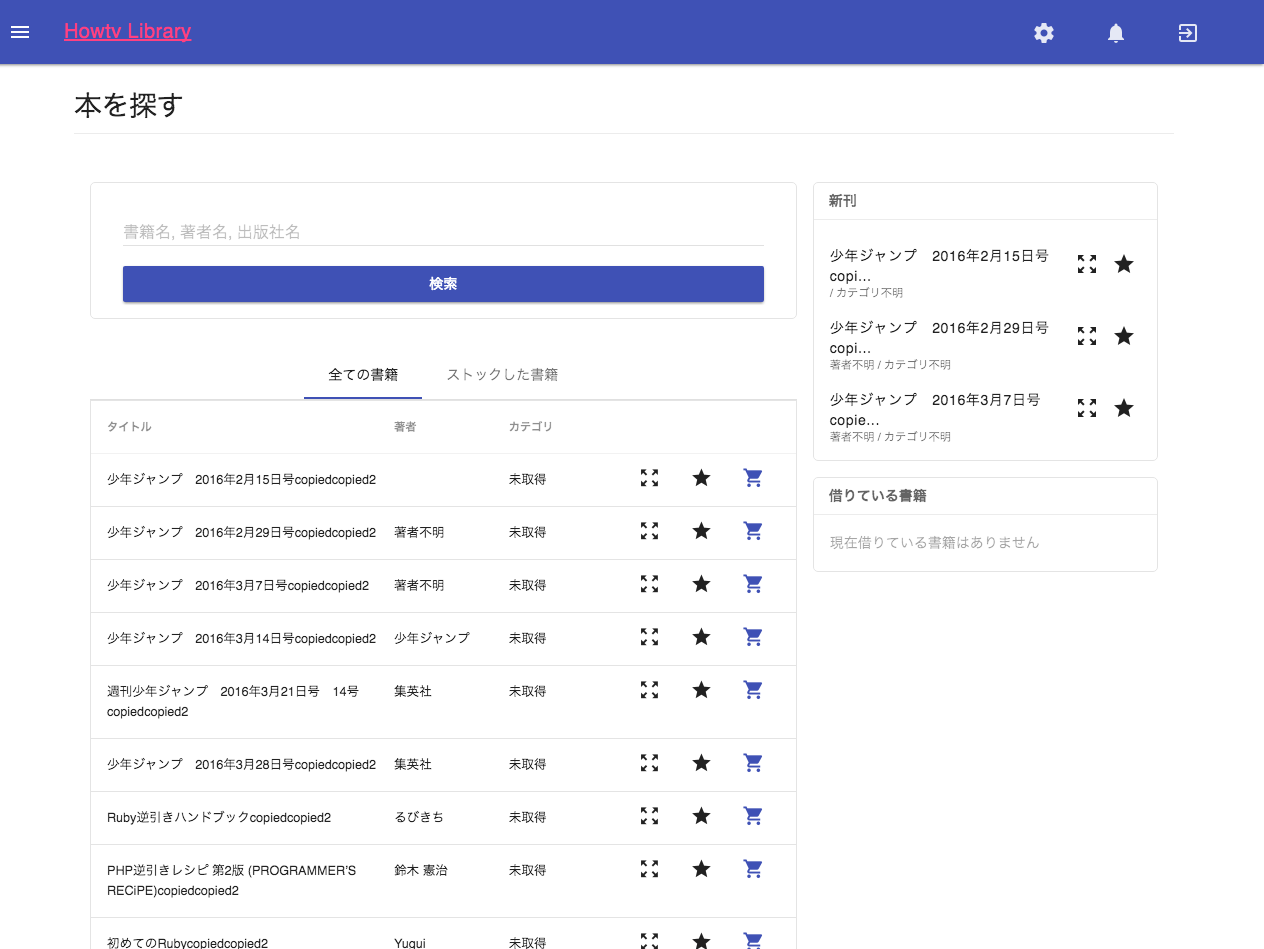 Howtv Library
本を探す
書籍名, 著者名, 出版社名
検索
全ての書籍 ストックした書籍
タイトル 著者 カテゴリ
少年ジャンプ　2016年2月15日号copiedcopied2 未取得
少年ジャンプ　2016年2月29日号copiedcopied2 著者不明 未取得
少年ジャンプ　2016年3月7日号copiedcopied2 著者不明 未取得
少年ジャンプ　2016年3月14日号copiedcopied2 少年ジャンプ 未取得
週刊少年ジャンプ　2016年3月21日号　14号 集英社 未取得
copiedcopied2
少年ジャンプ　2016年3月28日号copiedcopied2 集英社 未取得
Ruby逆引きハンドブックcopiedcopied2 るびきち 未取得
PHP逆引きレシピ 第2版 (PROGRAMMER'S 鈴木 憲治 未取得
RECiPE)copiedcopied2
初めてのRubycopiedcopied2 Yugui 未取得
新刊
少年ジャンプ　2016年2月15日号
copi...
/ カテゴリ不明
少年ジャンプ　2016年2月29日号
copi...
著者不明 / カテゴリ不明
少年ジャンプ　2016年3月7日号
copie...
著者不明 / カテゴリ不明
借りている書籍
現在借りている書籍はありません